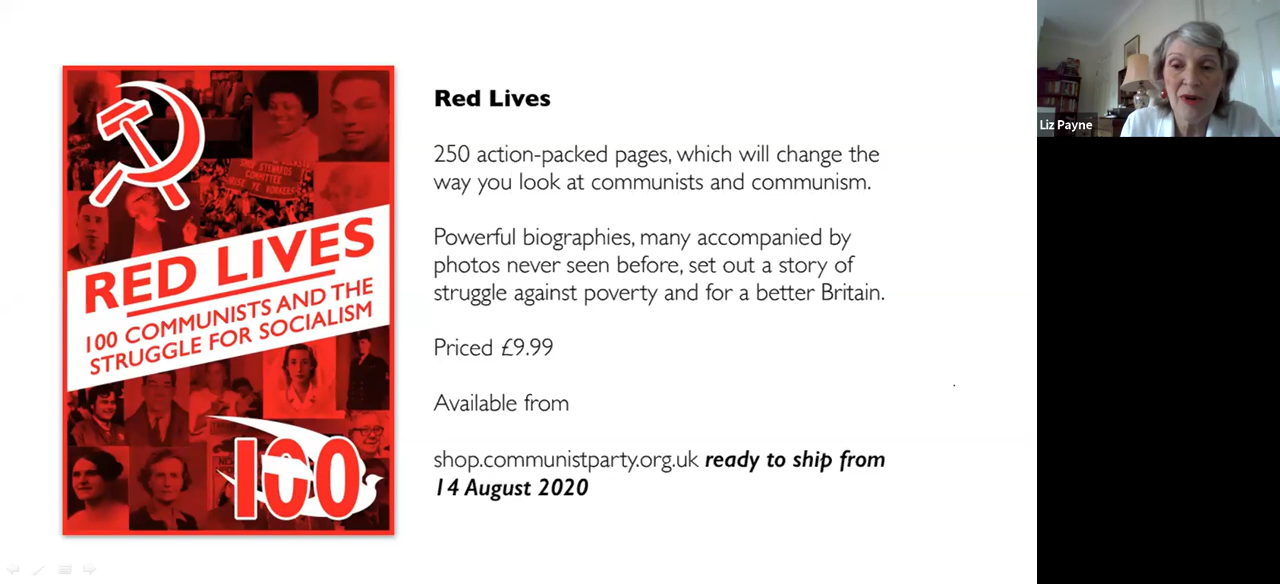 SHOP STEWARDS
COMMITTEE
RED LIVES
100 COMMUNISTS AND THE
STRUGGLE FOR SOCIALISM
100
Red Lives
250 action-packed pages, which will change the
way you look at communists and communism.
Powerful biographies, many accompanied by
photos never seen before, set out a story of
struggle against poverty and for a better Britain.
Priced £9.99
Available from
shop.communistparty.org.uk ready to ship from
14 August 2020
Liz Payne